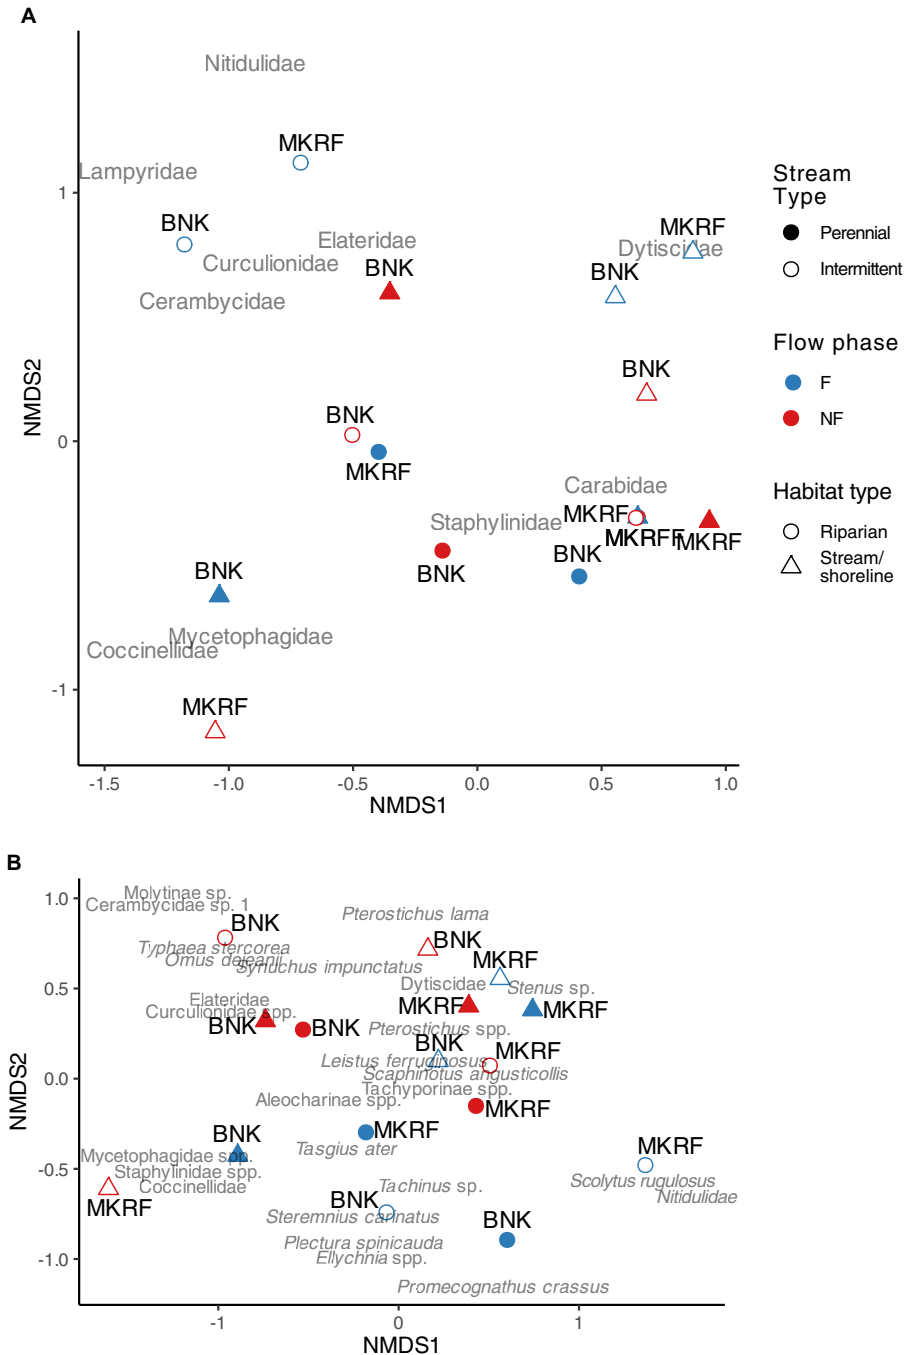 A
Nitidulidae
MKRF
Lampyridae
1
BNK
Elateridae
MKRF
Dytiscidae
Curculionidae
BNK
BNK
Cerambycidae
BNK
NMDS2
BNK
0
MKRF
Carabidae
Staphylinidae
MKRF
MKRF
MKRF
BNK
BNK
BNK
Mycetophagidae
Coccinellidae
-1
MKRF
-1.5
-1.0
-0.5
0.0
0.5
1.0
NMDS1
Stream
Type
Perennial
Intermittent
Flow phase
F
NF
Habitat type
Riparian
Stream/
shoreline
B
Molytinae sp.
1.0
Cerambycidae sp. 1
Pterostichus lama
BNK
BNK
Typhaea stercorea
Omus dejeanii
Synuchus impunctatus
MKRF
0.5
Dytiscidae
Stenus sp.
Elateridae
MKRF
MKRF
Curculionidae spp.
BNK
BNK
Pterostichus spp.
BNK
MKRF
NMDS2
Leistus ferruginosus
0.0
Scaphinotus angusticollis
Tachyporinae spp.
Aleocharinae spp.
MKRF
BNK
MKRF
Tasgius ater
MKRF
Mycetophagidae spp.
-0.5
Staphylinidae spp.
Coccinellidae
Scolytus rugulosus
Nitidulidae
Tachinus sp.
MKRF
BNK
Steremnius carinatus
BNK
Plectura spinicauda
-1.0
Ellychnia spp.
Promecognathus crassus
-1
0
1
NMDS1